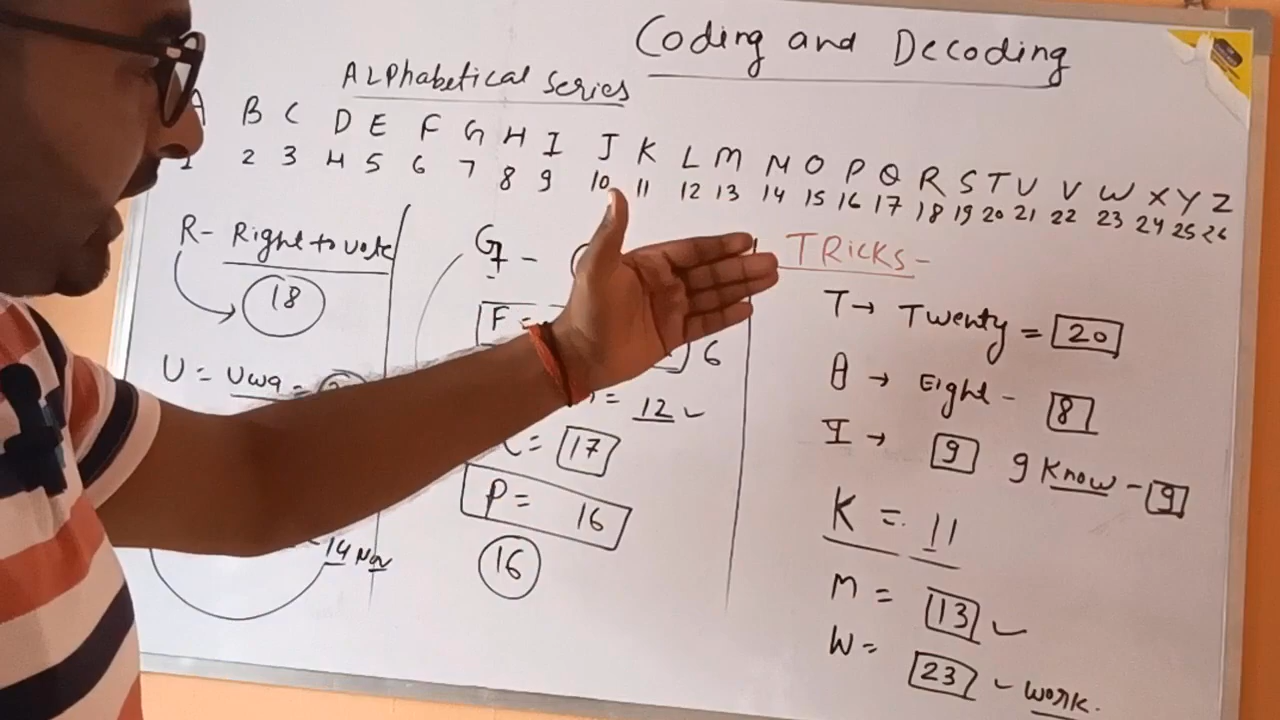 Coding and Decoding
ALPhabetical Series
A B C D E F G H I J K L M N O P Q R S T U V W X Y Z
1 2 3 4 5 6 7 8 9 10 11 12 13 14 15 16 17 18 19 20 21 22 23 24 25 26
R- Right to vote
18
U = Uwa =
14 Nov
G7 -
F =
6
= 12
= 17
P = 16
16
TRICKS-
T→ Twenty = 20
→ Eight - 8
I → 9 9 Know - 9
K = 11
M = 13
W = 23 work.